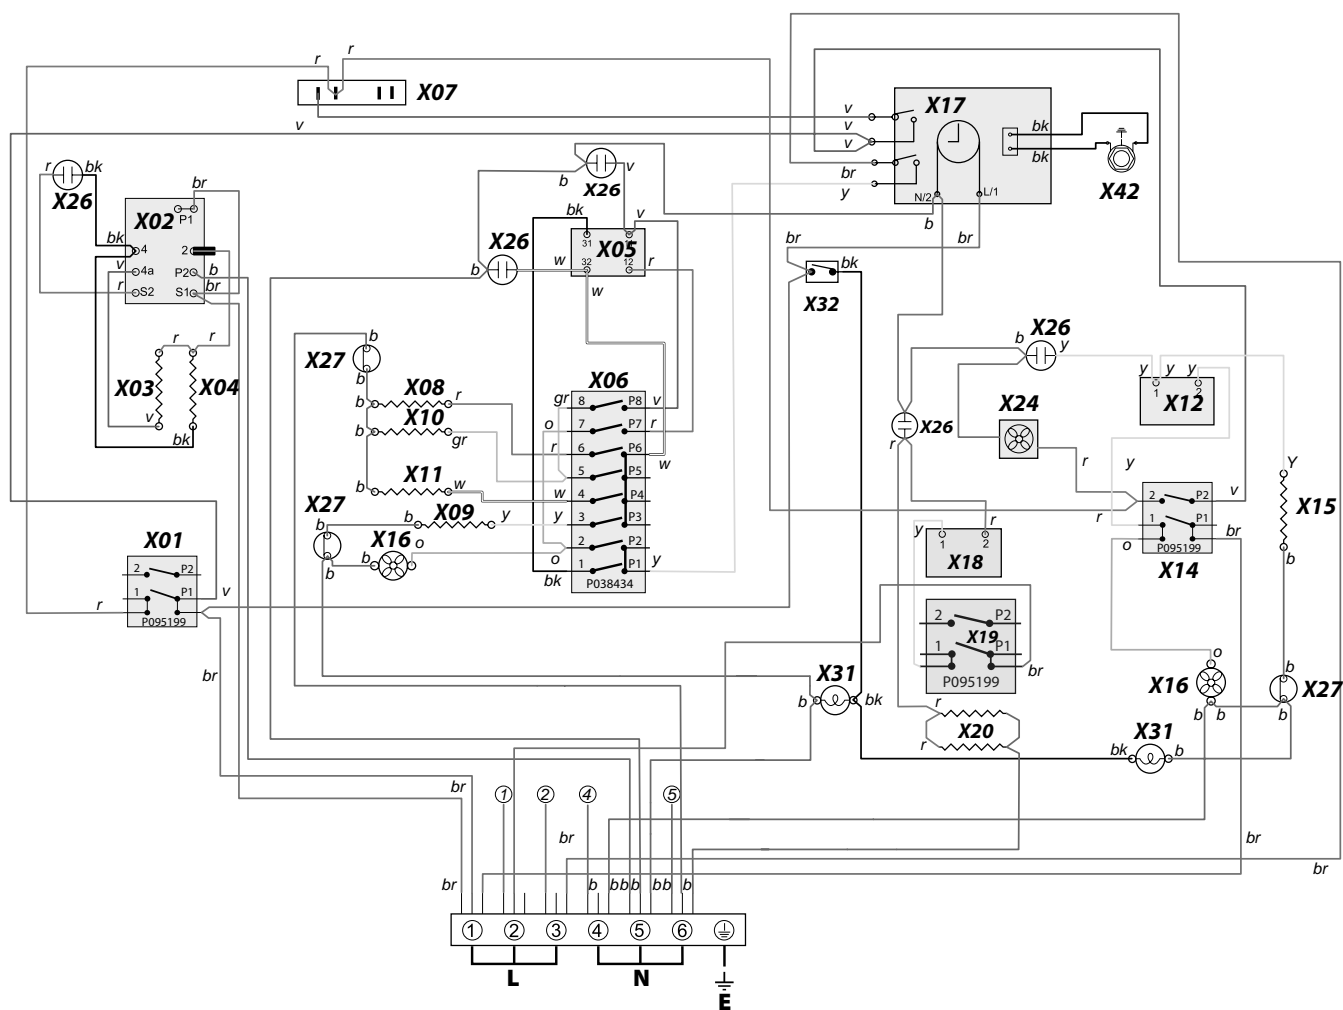 r
r
X07
v
v
v
v
br
y
X17
N/2
L/1
bk
bk
X42
b
br
br
bk
X32
r
bk
X26
br
X02
P1
bk
4
2
v
4a
P2
b
r
S2
S1
br
r
r
X03
X04
v
bk
b
v
X26
bk
v
31
11
X05
32
12
X26
b
w
r
w
X27
b
b
b
X08
r
b
X10
gr
b
X11
w
X27
b
b
X09
y
b
X16
o
b
X06
gr
8
P8
v
o
7
P7
r
r
6
P6
w
5
P5
w
4
P4
y
3
P3
2
P2
o
1
P1
y
bk
P038434
X01
2
P2
1
P1
v
r
P095199
br
b
X26
y
X24
r
X26
r
y
y
y
1
2
X12
y
Y
X15
b
2
P2
v
r
1
P1
br
o
P095199
X14
y
r
1
2
X18
2
P2
X19
1
P1
br
P095199
X31
b
bk
r
X20
r
o
X16
b
b
b
X27
b
X31
bk
b
br
1
2
4
5
br
br
br
br
b
b
b
b
b
b
b
1
2
3
4
5
6
L
N
E